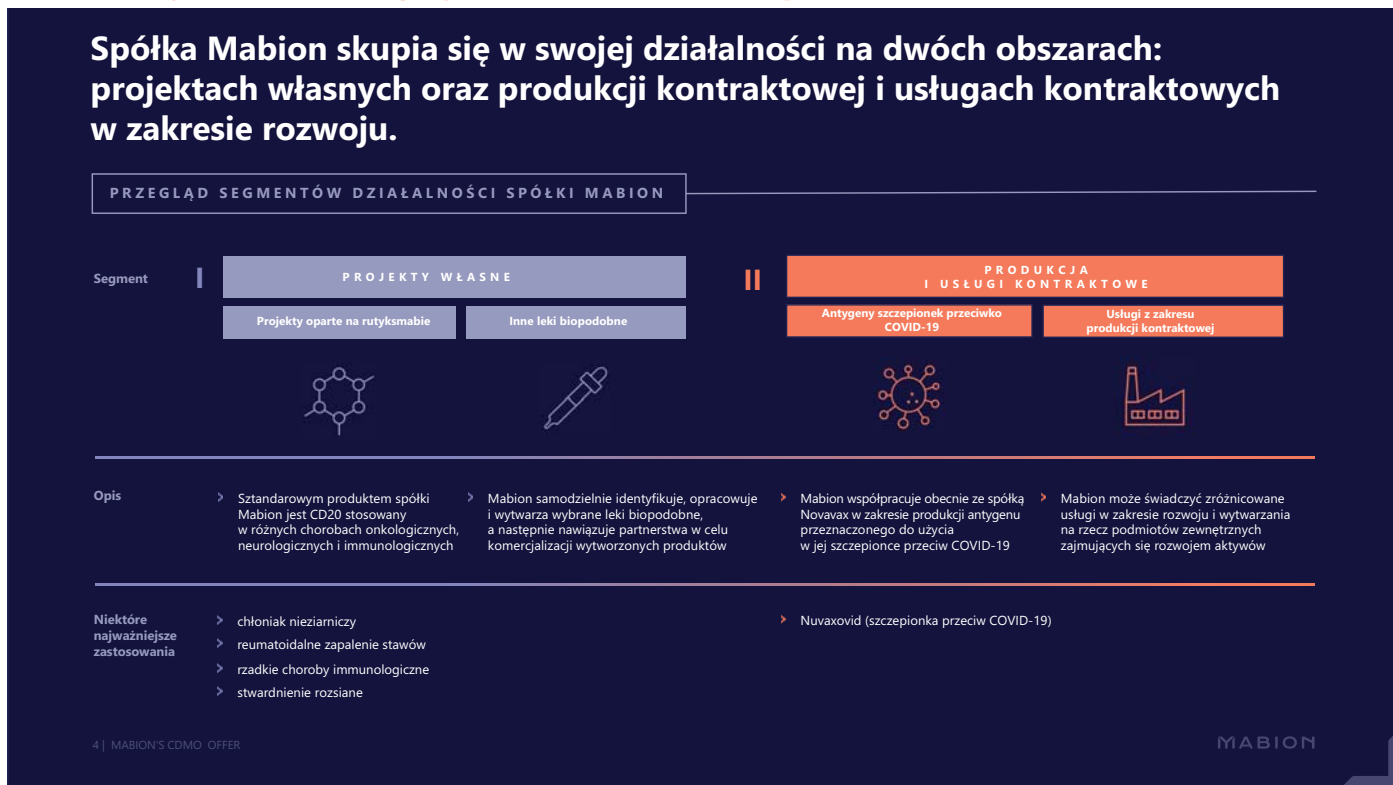 Spółka Mabion skupia się w swojej działalności na dwóch obszarach:
projektach własnych oraz produkcji kontraktowej i usługach kontraktowych
w zakresie rozwoju.
PRZEGLĄD SEGMENTÓW DZIAŁALNOŚCI SPÓŁKI MABION
Segment
I
PROJEKTY WŁASNE
II
PRODUKCJA
I USŁUGI KONTRAKTOWE
Projekty oparte na rutyksmabie
Inne leki biopodobne
Antygeny szczepionek przeciwko
COVID-19
Usługi z zakresu
produkcji kontraktowej
Opis
> Sztandarowym produktem spółki
Mabion jest CD20 stosowany
w różnych chorobach onkologicznych,
neurologicznych i immunologicznych
> Mabion samodzielnie identyfikuje, opracowuje
i wytwarza wybrane leki biopodobne,
a następnie nawiązuje partnerstwa w celu
komercjalizacji wytworzonych produktów
> Mabion współpracuje obecnie ze spółką
Novavax w zakresie produkcji antygenu
przeznaczonego do użycia
w jej szczepionce przeciw COVID-19
> Mabion może świadczyć zróżnicowane
usługi w zakresie rozwoju i wytwarzania
na rzecz podmiotów zewnętrznych
zajmujących się rozwojem aktywów
Niektóre
najważniejsze
zastosowania
> chłoniak nieziarniczy
> reumatoidalne zapalenie stawów
> rzadkie choroby immunologiczne
> stwardnienie rozsiane
> Nuvaxovid (szczepionka przeciw COVID-19)
4 | MABION'S CDMO OFFER
MABION